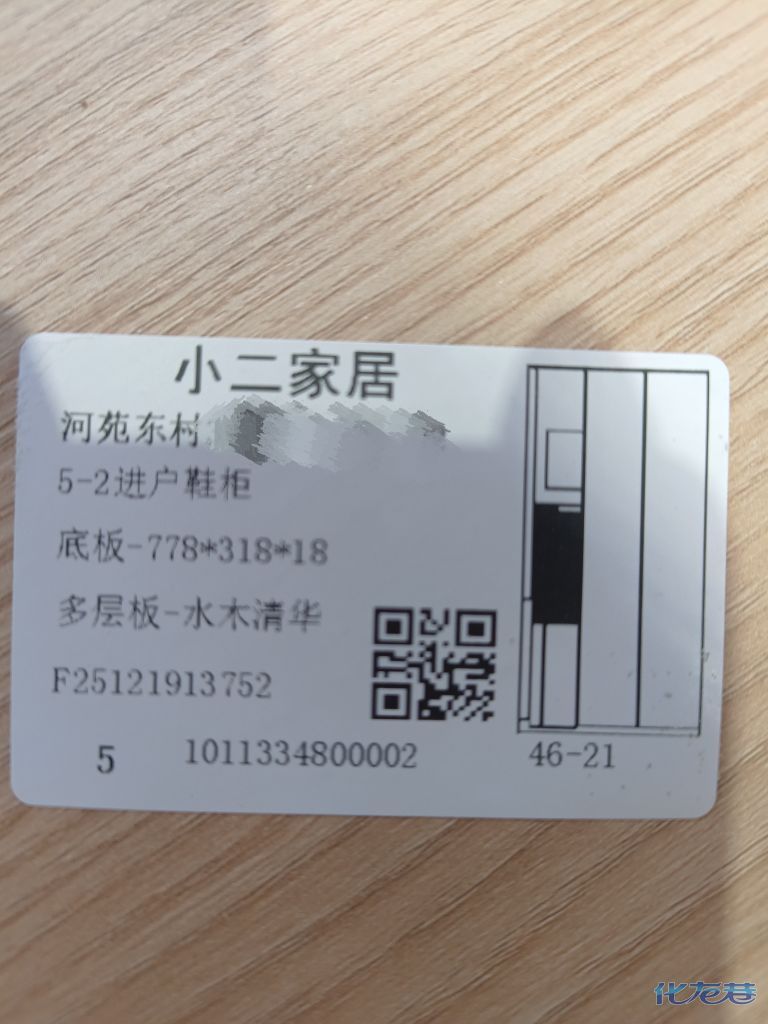 小二家居
河苑东村
5-2进户鞋柜
底板-778*318*18
多层板-水木清华
F25121913752
5 1011334800002 46-21
化龙巷